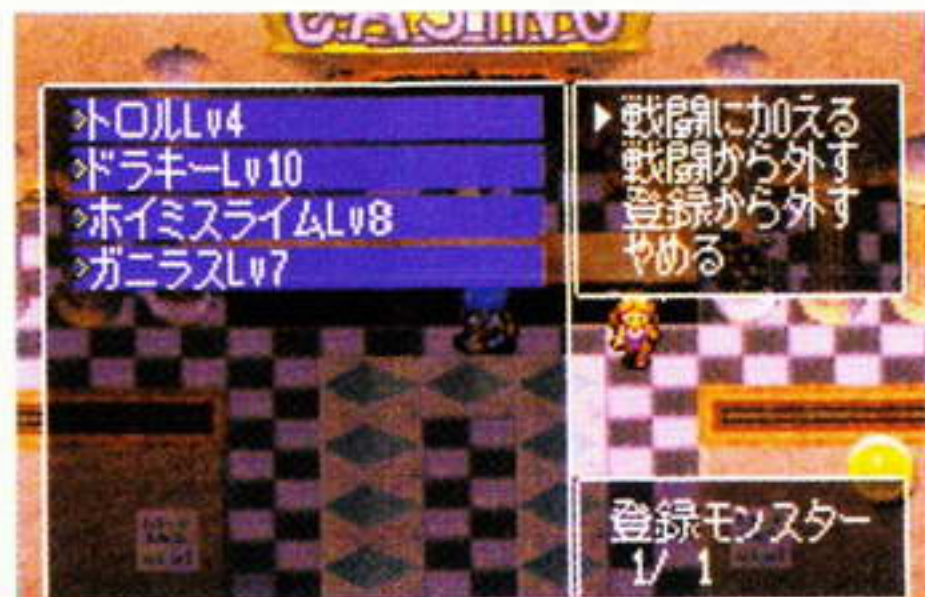 CASINO
トロルLv4
ドラキーLv10
ホイミスライムLv8
ガニラスLv7
▶戦闘に加える
戦闘から外す
登録から外す
やめる
登録モンスター
1/ 1